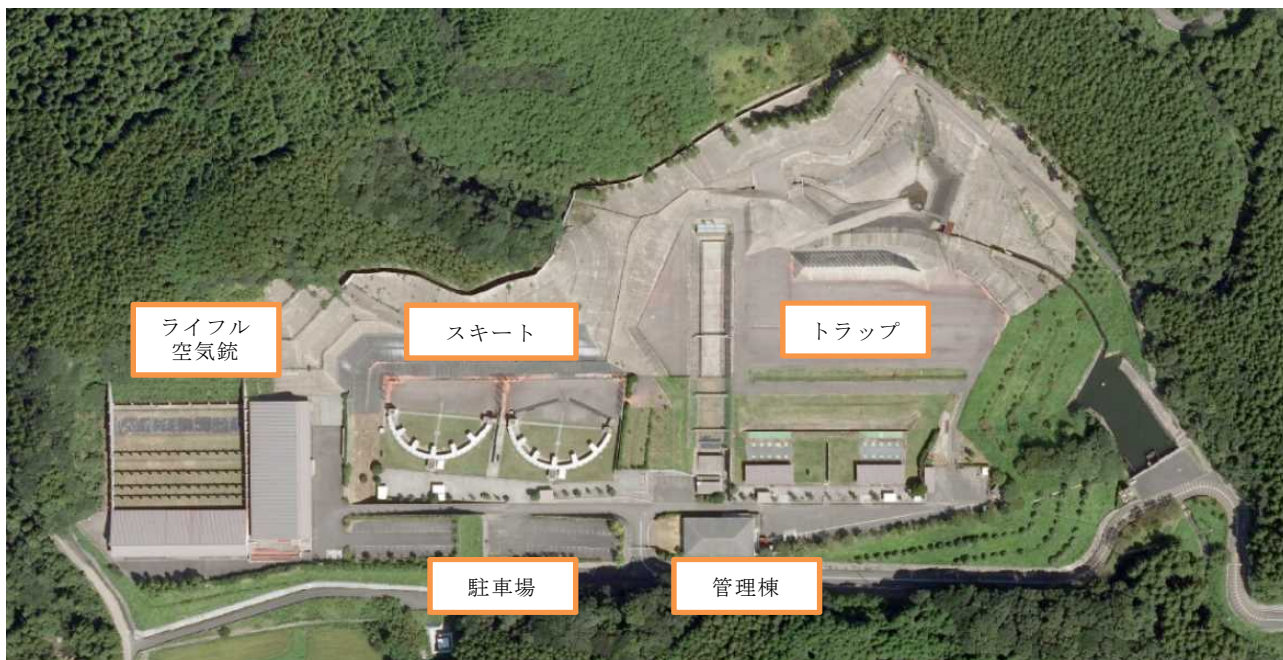 ライフル
空気銃
スキート
トラップ
駐車場
管理棟